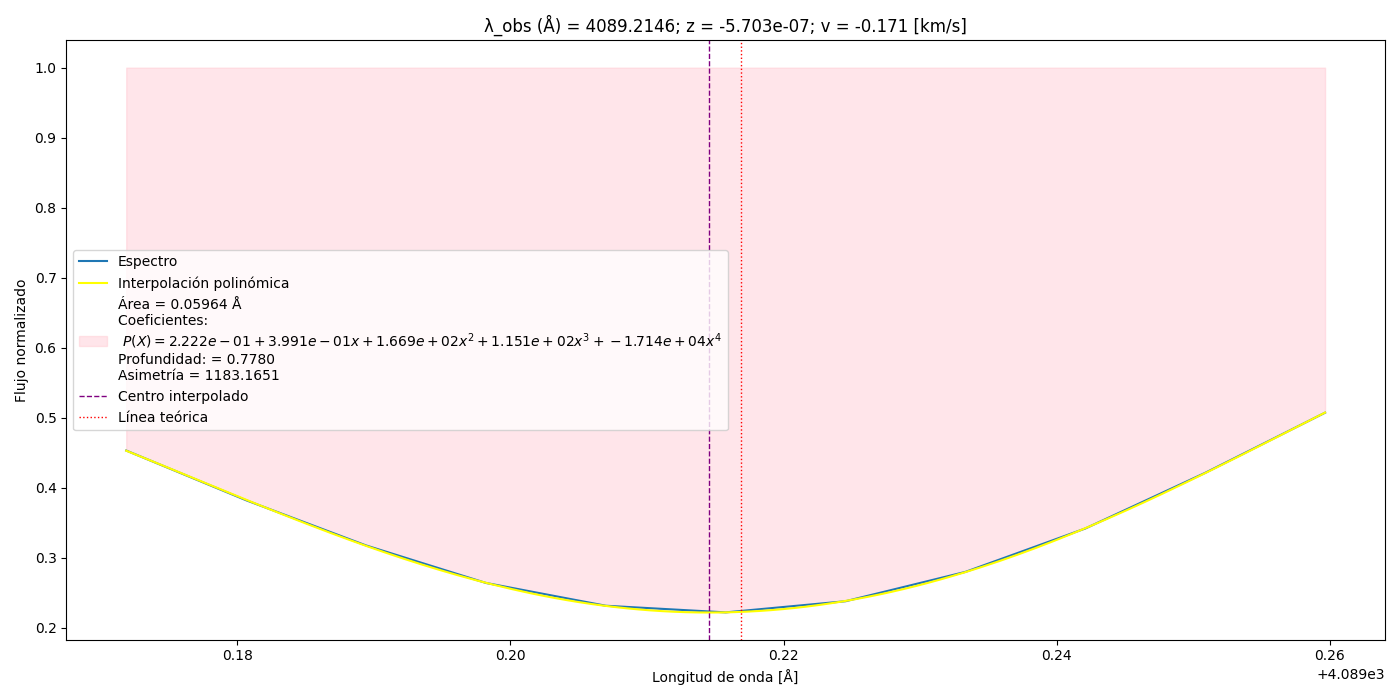 λ_obs (Å) = 4089.2146; z = -5.703e-07; v = -0.171 [km/s]
1.0
0.9
0.8
0.7
0.6
0.5
0.4
0.3
0.2
Flujo normalizado
Espectro
Interpolación polinómica
Área = 0.05964 Å
Coeficientes:
P(X) = 2.222e − 01 + 3.991e − 01x + 1.669e + 02x² + 1.151e + 02x³ + −1.714e + 04x⁴
Profundidad: = 0.7780
Asimetría = 1183.1651
Centro interpolado
Línea teórica
0.18 0.20 0.22 0.24 0.26
+4.089e3
Longitud de onda [Å]